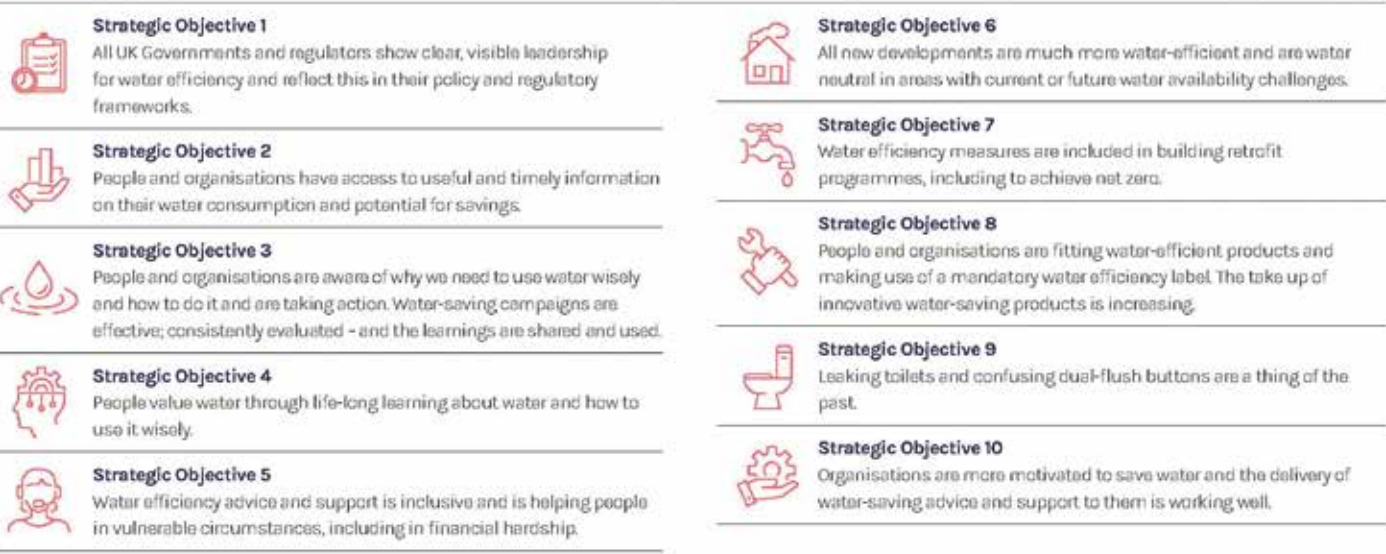 Strategic Objective 1
All UK Governments and regulators show clear, visible leadership
for water efficiency and reflect this in their policy and regulatory
frameworks.
Strategic Objective 2
People and organisations have access to useful and timely information
on their water consumption and potential for savings.
Strategic Objective 3
People and organisations are aware of why we need to use water wisely
and how to do it and are taking action. Water-saving campaigns are
effective; consistently evaluated - and the learnings are shared and used.
Strategic Objective 4
People value water through life-long learning about water and how to
use it wisely.
Strategic Objective 5
Water efficiency advice and support is inclusive and is helping people
in vulnerable circumstances, including in financial hardship.
Strategic Objective 6
All new developments are much more water-efficient and are water
neutral in areas with current or future water availability challenges.
Strategic Objective 7
Water efficiency measures are included in building retrofit
programmes, including to achieve net zero.
Strategic Objective 8
People and organisations are fitting water-efficient products and
making use of a mandatory water efficiency label. The take up of
innovative water-saving products is increasing.
Strategic Objective 9
Leaking toilets and confusing dual-flush buttons are a thing of the
past.
Strategic Objective 10
Organisations are more motivated to save water and the delivery of
water-saving advice and support to them is working well.